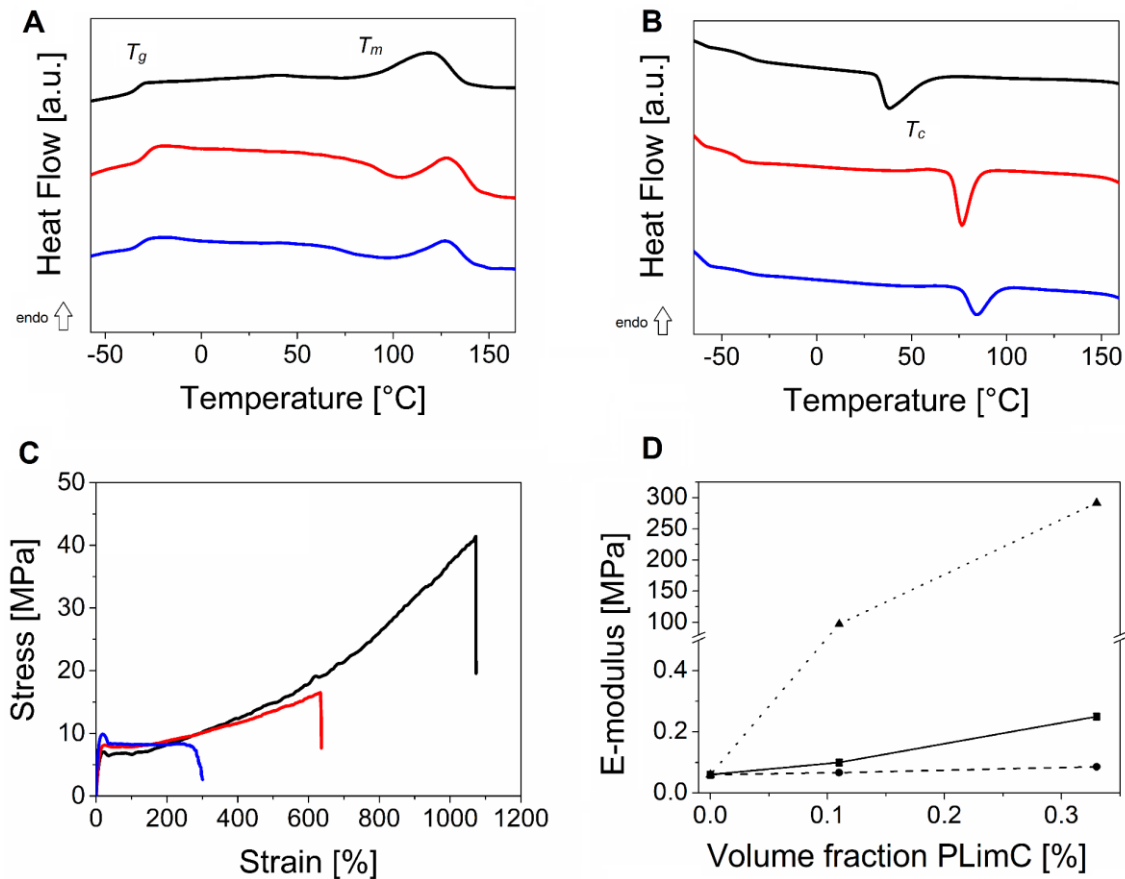 A
Tg
Tm
Heat Flow [a.u.]
endo
-50 0 50 100 150
Temperature [°C]
B
Tc
Heat Flow [a.u.]
endo
-50 0 50 100 150
Temperature [°C]
C
50
40
30
20
10
0
Stress [MPa]
0 200 400 600 800 1000 1200
Strain [%]
D
300
250
200
150
100
0.4
0.2
0.0
E-modulus [MPa]
0.0 0.1 0.2 0.3
Volume fraction PLimC [%]